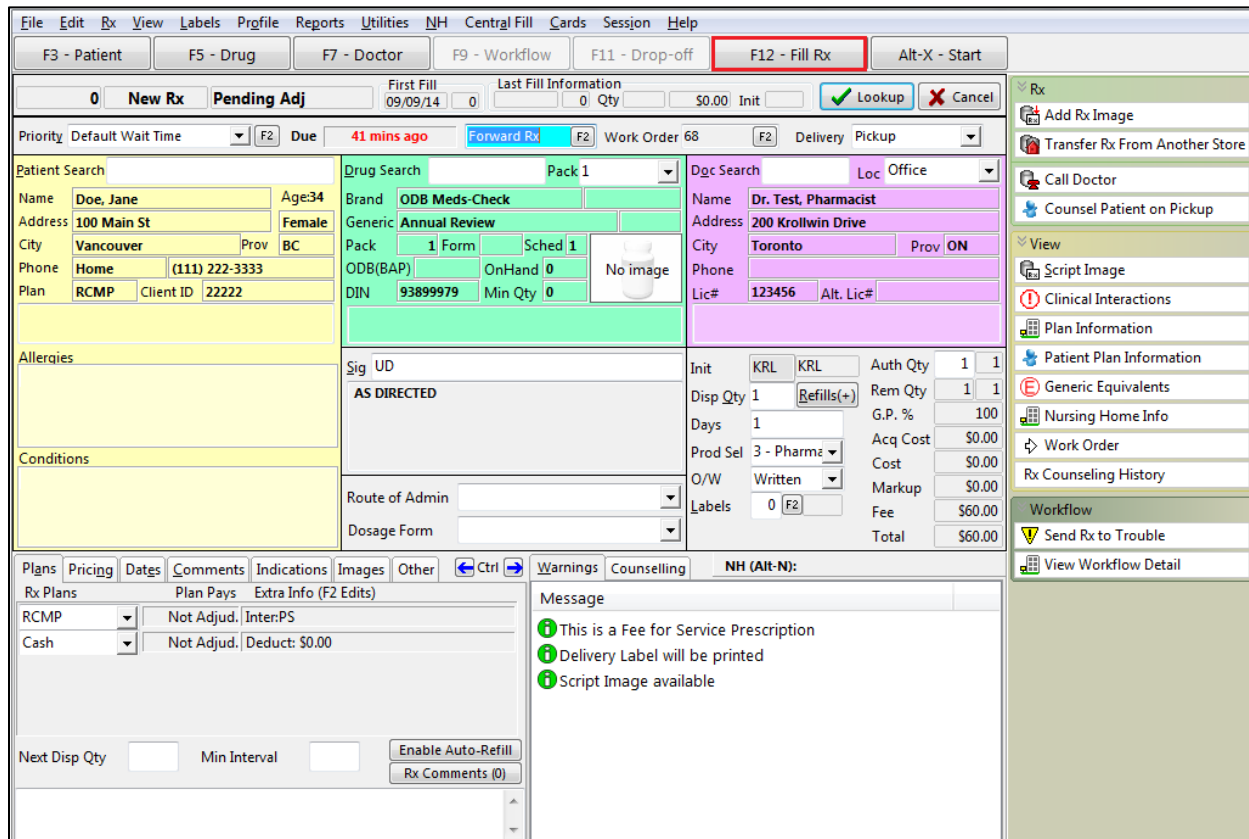 File Edit Rx View Labels Profile Reports Utilities NH Central Fill Cards Session Help
F3 - Patient F5 - Drug F7 - Doctor F9 - Workflow F11 - Drop-off F12 - Fill Rx Alt-X - Start
First Fill Last Fill Information
0 New Rx Pending Adj 09/09/14 0 0 Qty $0.00 Init Lookup Cancel
Priority Default Wait Time F2 Due 41 mins ago Forward Rx F2 Work Order 68 F2 Delivery Pickup
Patient Search
Name Doe, Jane Age:34
Address 100 Main St Female
City Vancouver Prov BC
Phone Home (111) 222-3333
Plan RCMP Client ID 22222
Allergies
Conditions
Drug Search Pack 1
Brand ODB Meds-Check
Generic Annual Review
Pack 1 Form Sched 1
ODB(BAP) OnHand 0
DIN 93899979 Min Qty 0
No image
Doc Search Loc Office
Name Dr. Test, Pharmacist
Address 200 Krollwin Drive
City Toronto Prov ON
Phone
Lic# 123456 Alt. Lic#
Sig UD
AS DIRECTED
Route of Admin
Dosage Form
Init KRL KRL Auth Qty 1 1
Disp Qty 1 Refills(+) Rem Qty 1 1
G.P. % 100
Days 1
Acq Cost $0.00
Prod Sel 3 - Pharma
Cost $0.00
O/W Written
Markup $0.00
Labels 0 F2
Fee $60.00
Total $60.00
Plans Pricing Dates Comments Indications Images Other Ctrl
Rx Plans Plan Pays Extra Info (F2 Edits)
RCMP Not Adjud. Inter:PS
Cash Not Adjud. Deduct: $0.00
Next Disp Qty Min Interval Enable Auto-Refill
Rx Comments (0)
Warnings Counselling NH (Alt-N):
Message
This is a Fee for Service Prescription
Delivery Label will be printed
Script Image available
Rx
Add Rx Image
Transfer Rx From Another Store
Call Doctor
Counsel Patient on Pickup
View
Script Image
Clinical Interactions
Plan Information
Patient Plan Information
Generic Equivalents
Nursing Home Info
Work Order
Rx Counseling History
Workflow
Send Rx to Trouble
View Workflow Detail